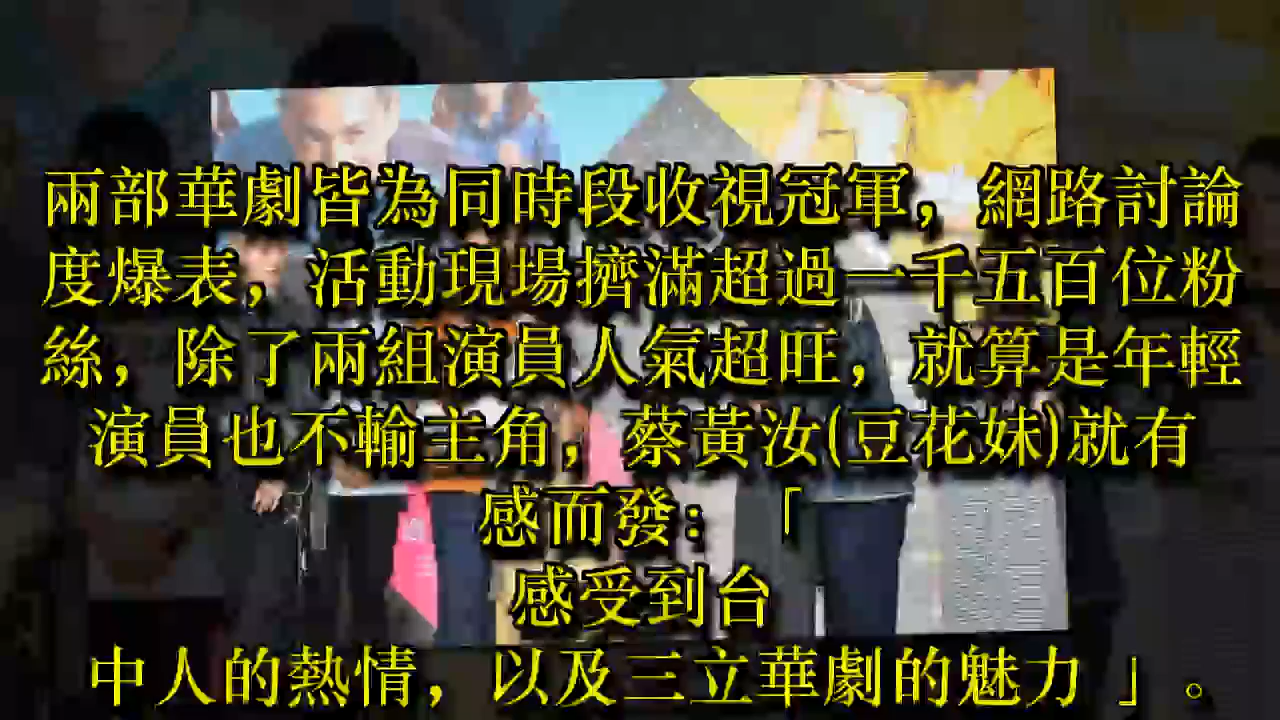 兩部華劇皆為同時段收視冠軍，網路討論
度爆表，活動現場擠滿超過一千五百位粉
絲，除了兩組演員人氣超旺，就算是年輕
演員也不輸主角，蔡黃汝(豆花妹)就有
感而發：「
感受到台
中人的熱情，以及三立華劇的魅力」。